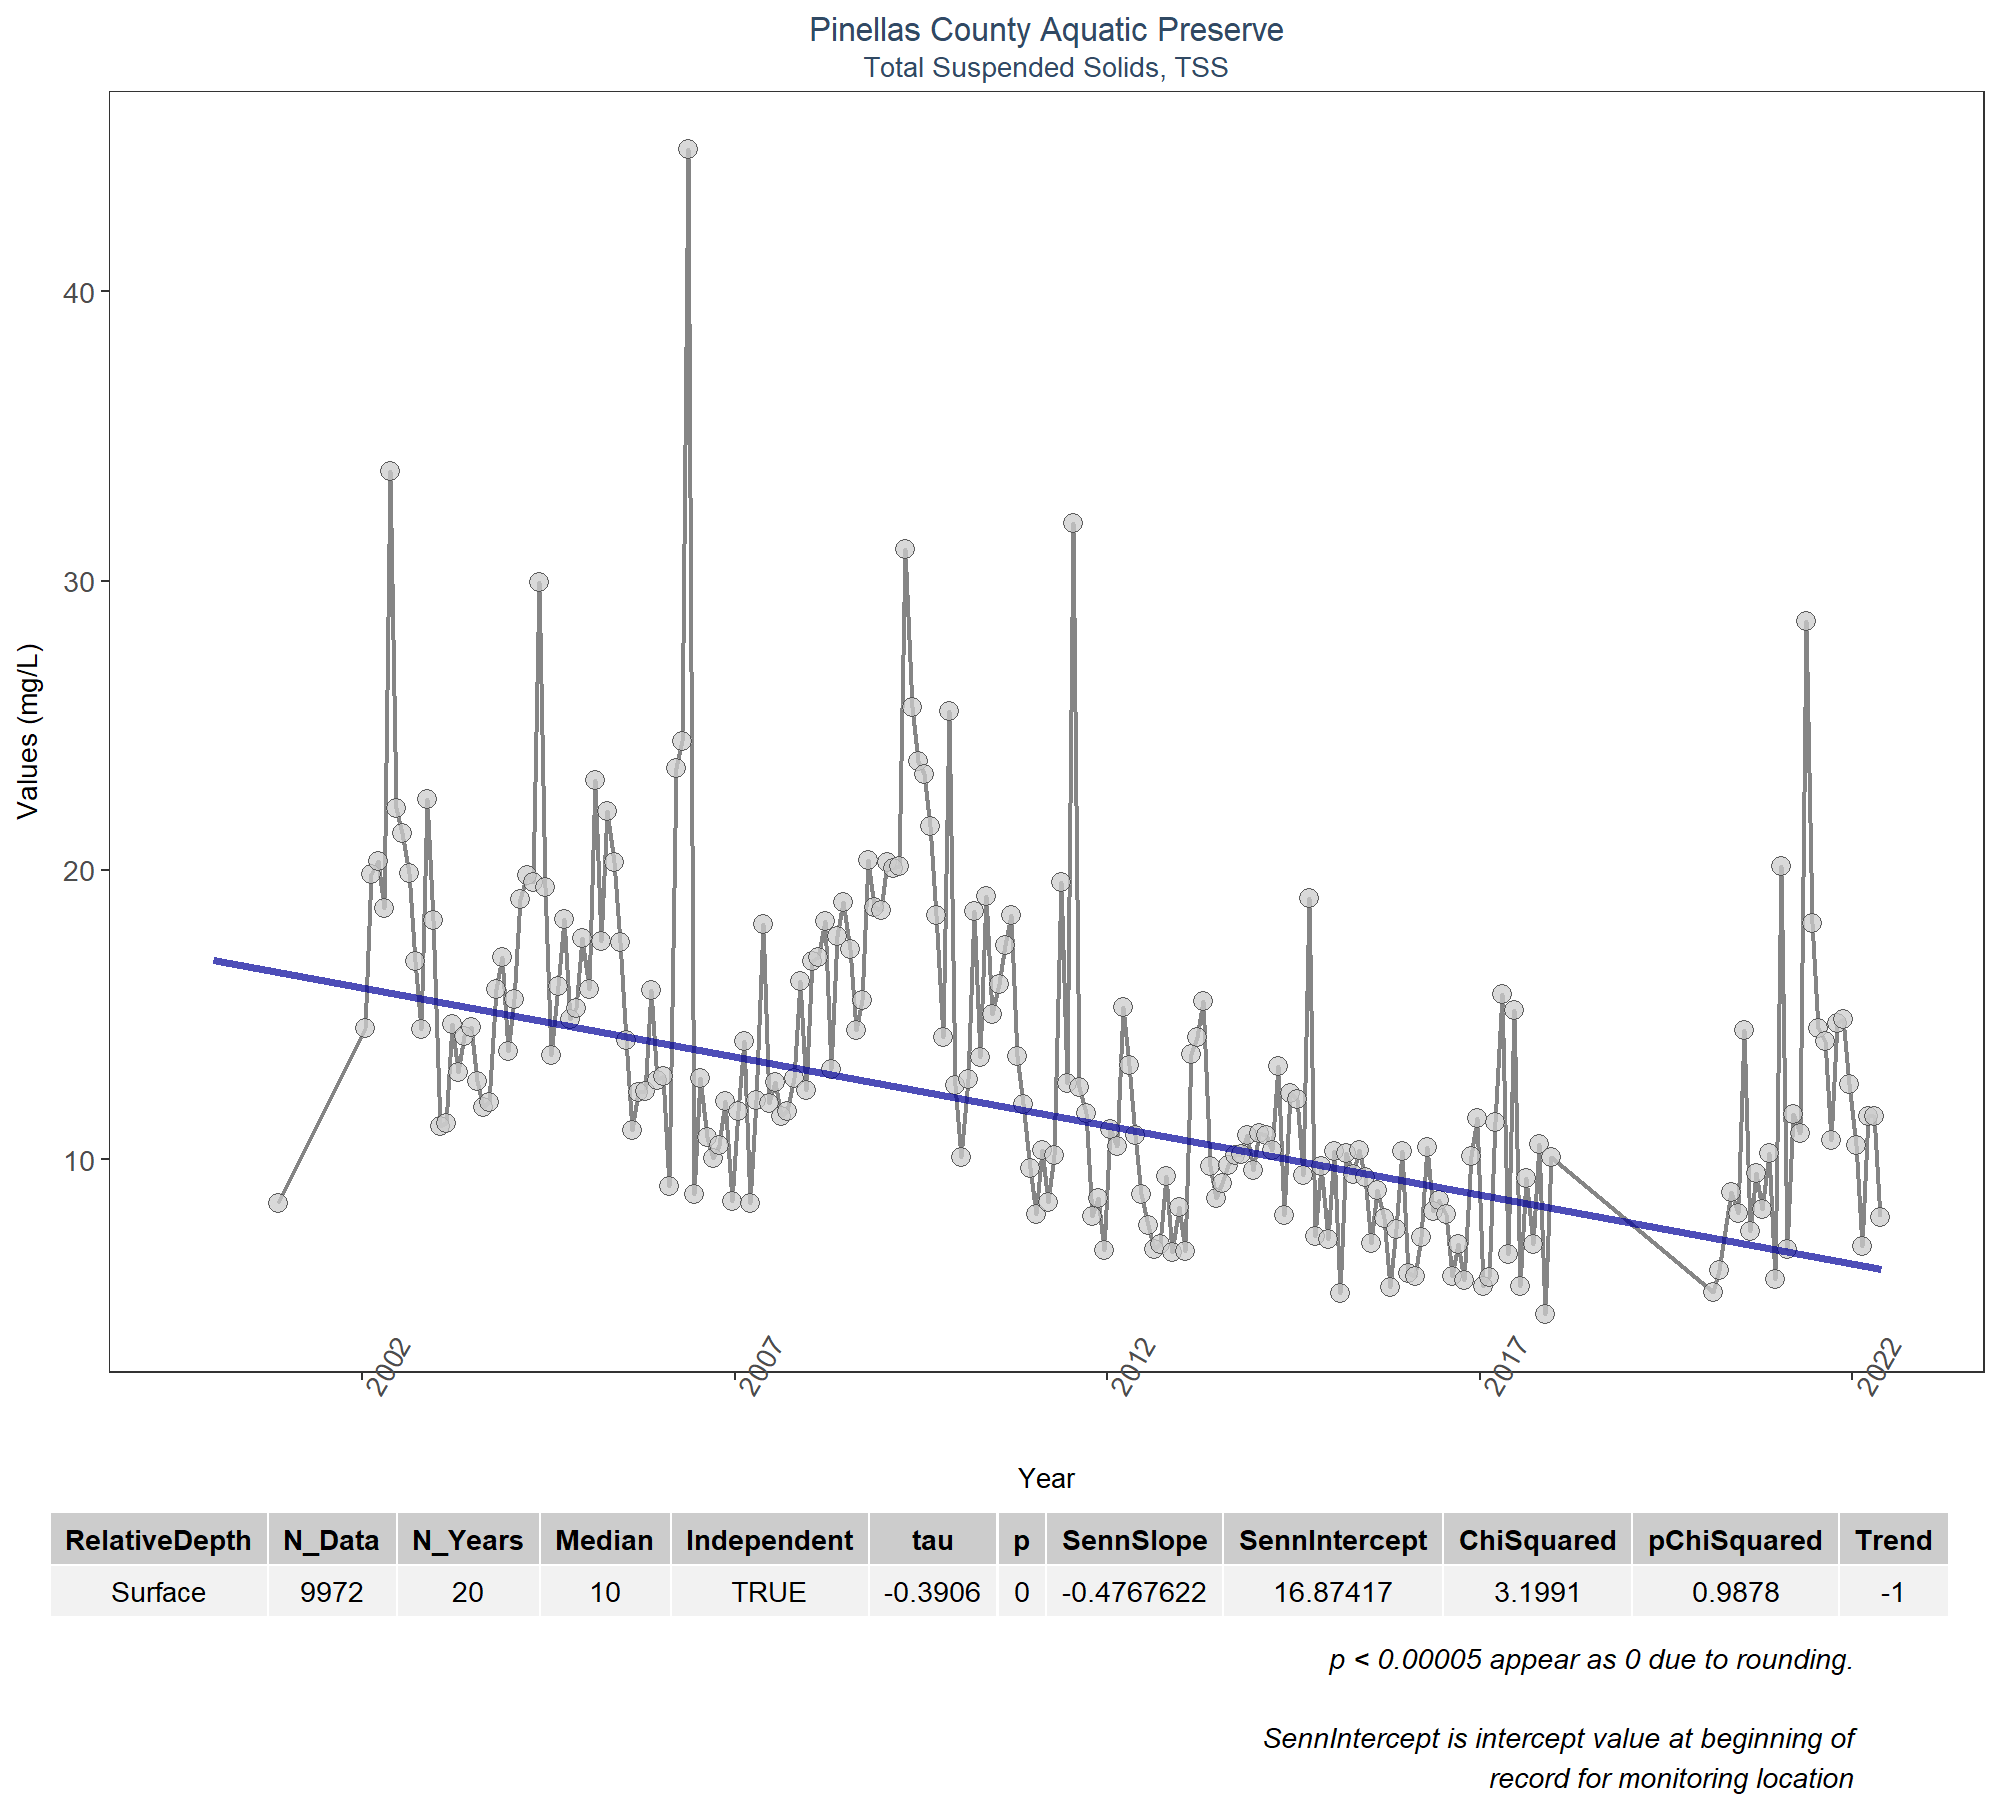 Pinellas County Aquatic Preserve
Total Suspended Solids, TSS
Values (mg/L)
40
30
20
10
2002 2007 2012 2017 2022
Year
RelativeDepth N_Data N_Years Median Independent tau p SennSlope SennIntercept ChiSquared pChiSquared Trend
Surface 9972 20 10 TRUE -0.3906 0 -0.4767622 16.87417 3.1991 0.9878 -1
p < 0.00005 appear as 0 due to rounding.
SennIntercept is intercept value at beginning of
record for monitoring location